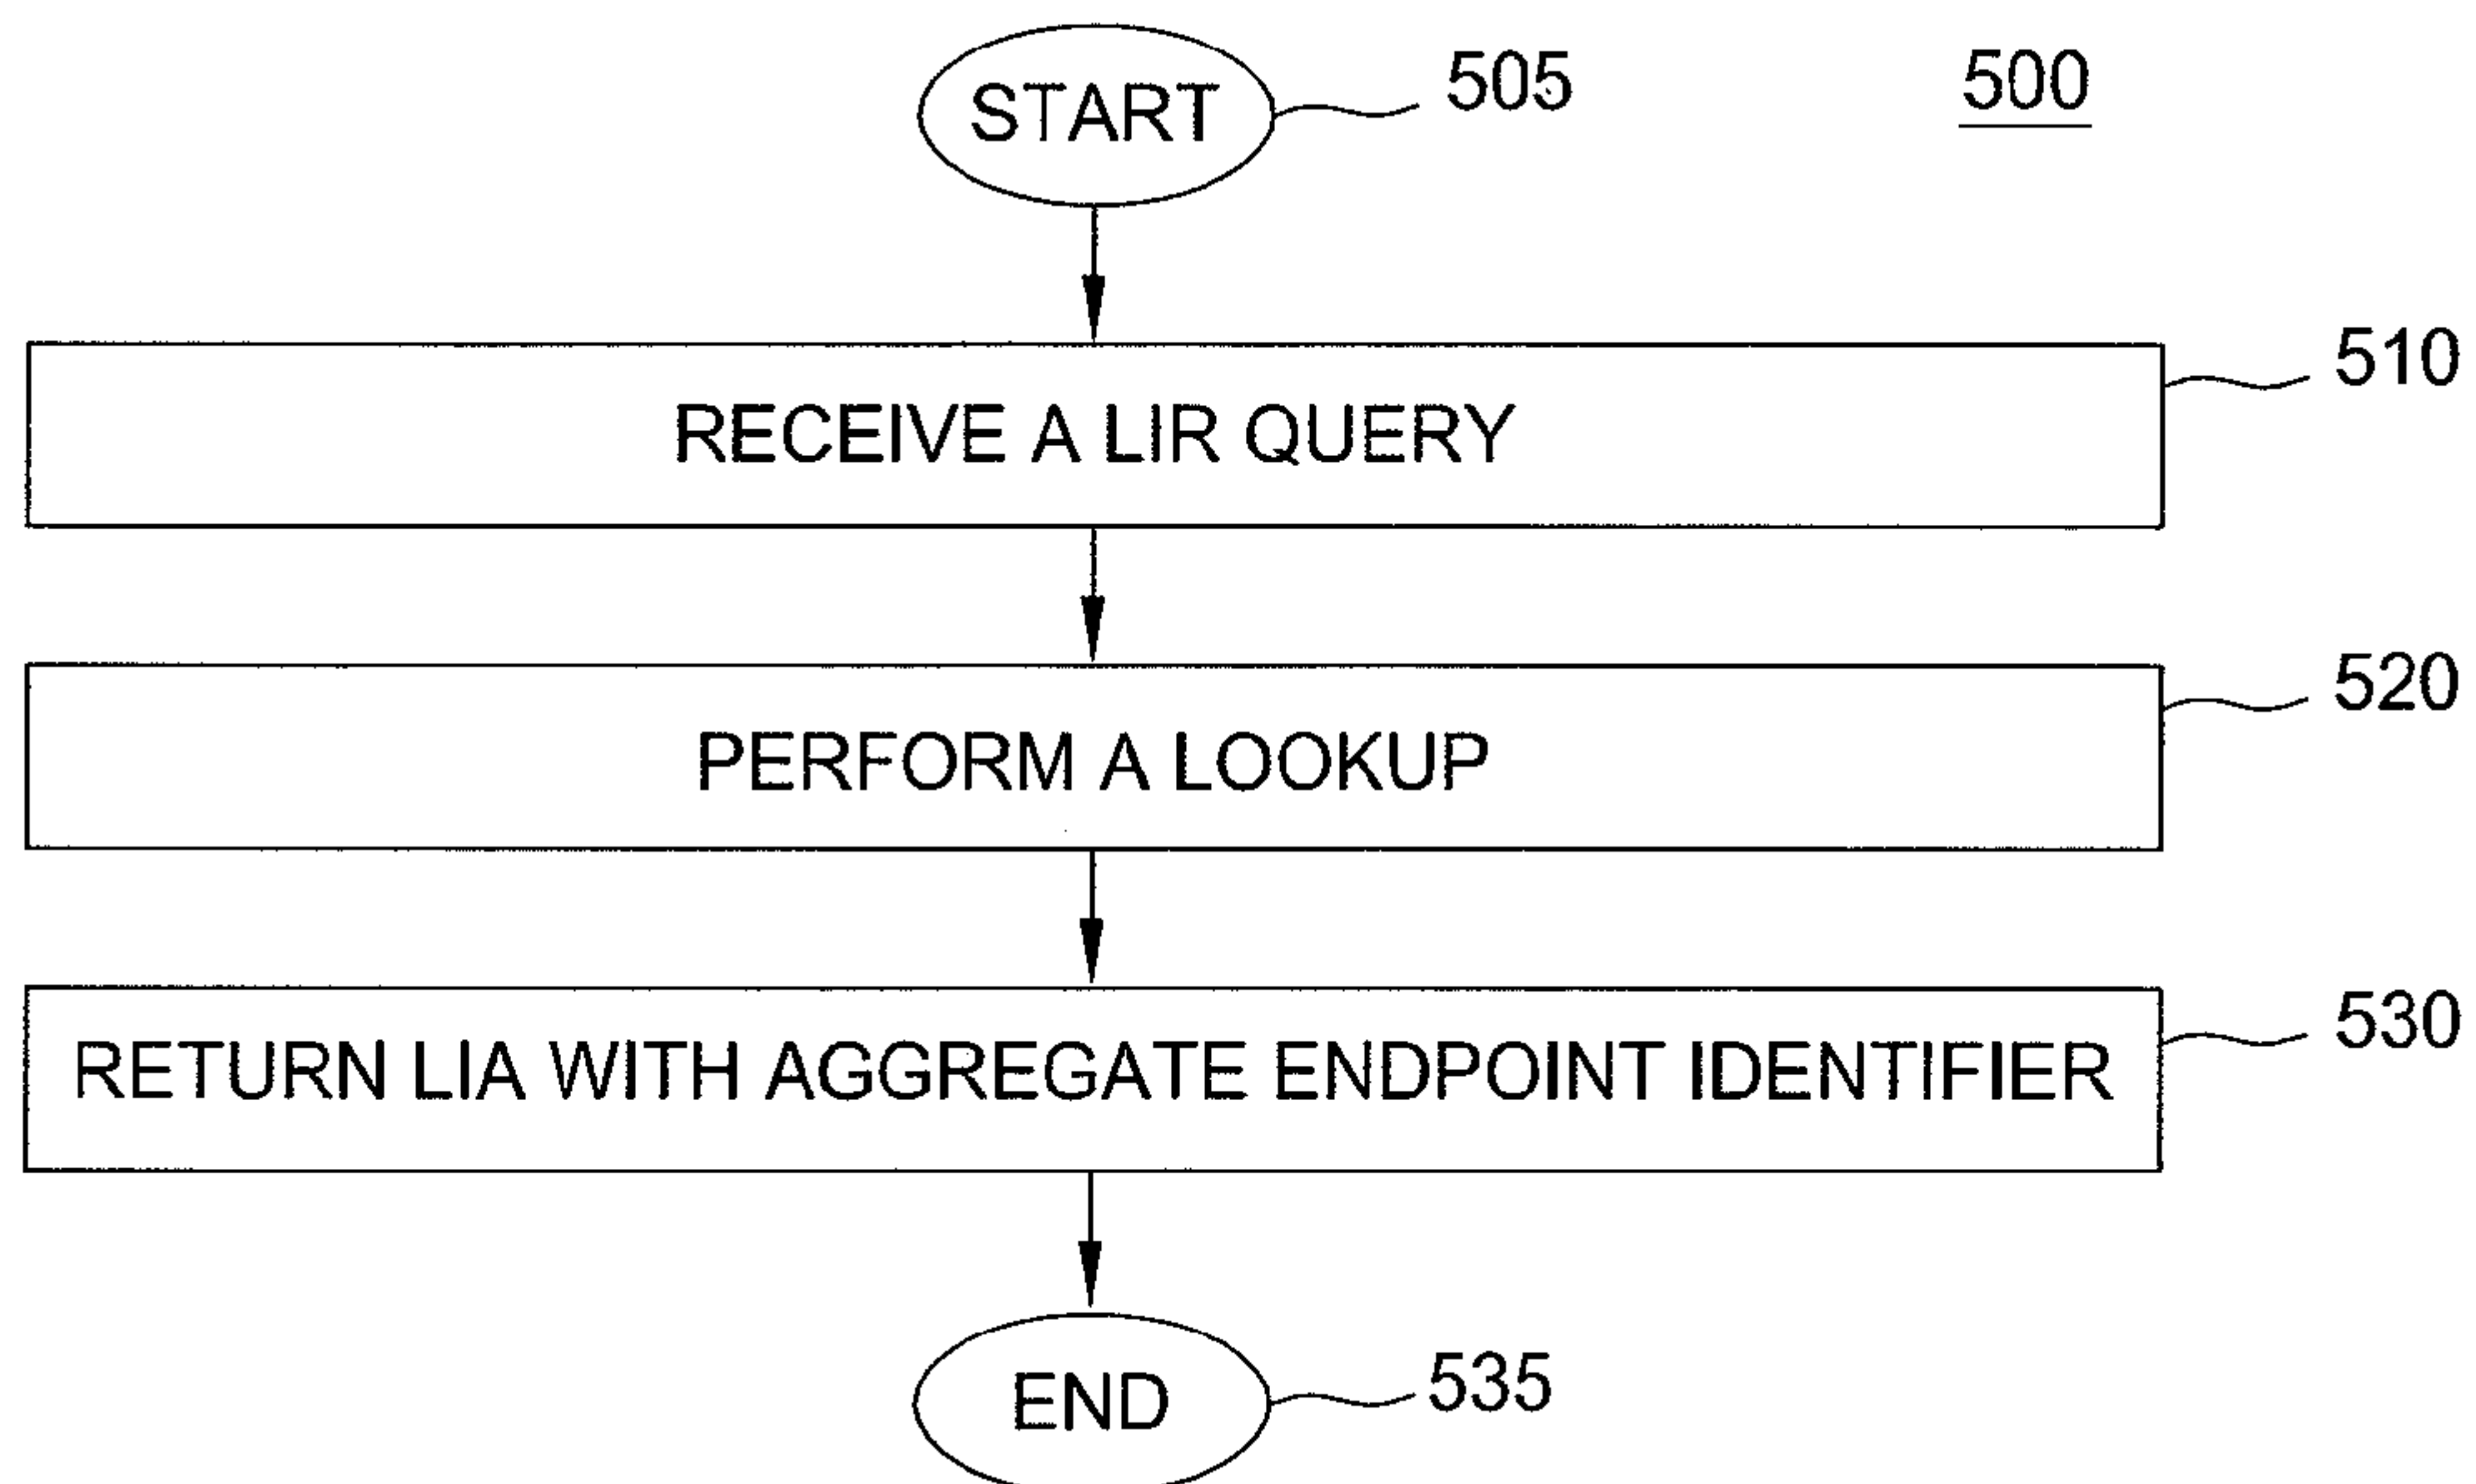 START
505
500
RECEIVE A LIR QUERY
510
PERFORM A LOOKUP
520
RETURN LIA WITH AGGREGATE ENDPOINT IDENTIFIER
530
END
535